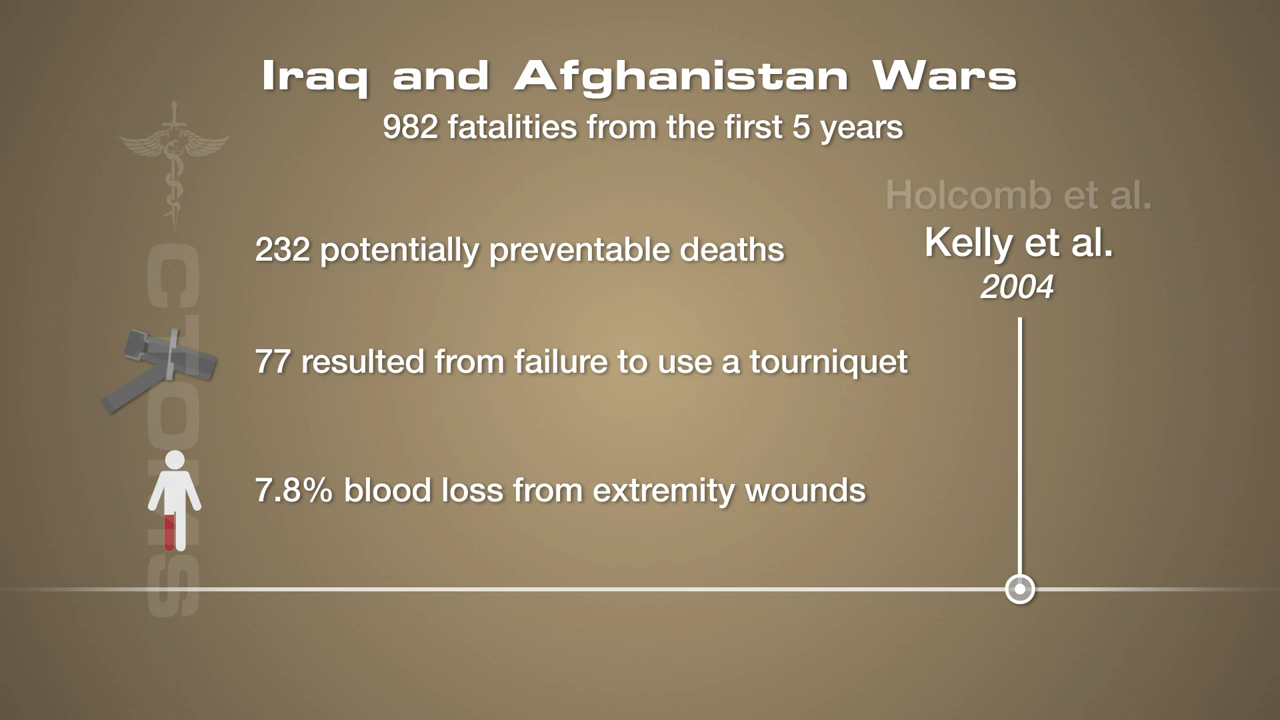 Iraq and Afghanistan Wars
982 fatalities from the first 5 years
Holcomb et al.
Kelly et al.
2004
232 potentially preventable deaths
77 resulted from failure to use a tourniquet
7.8% blood loss from extremity wounds